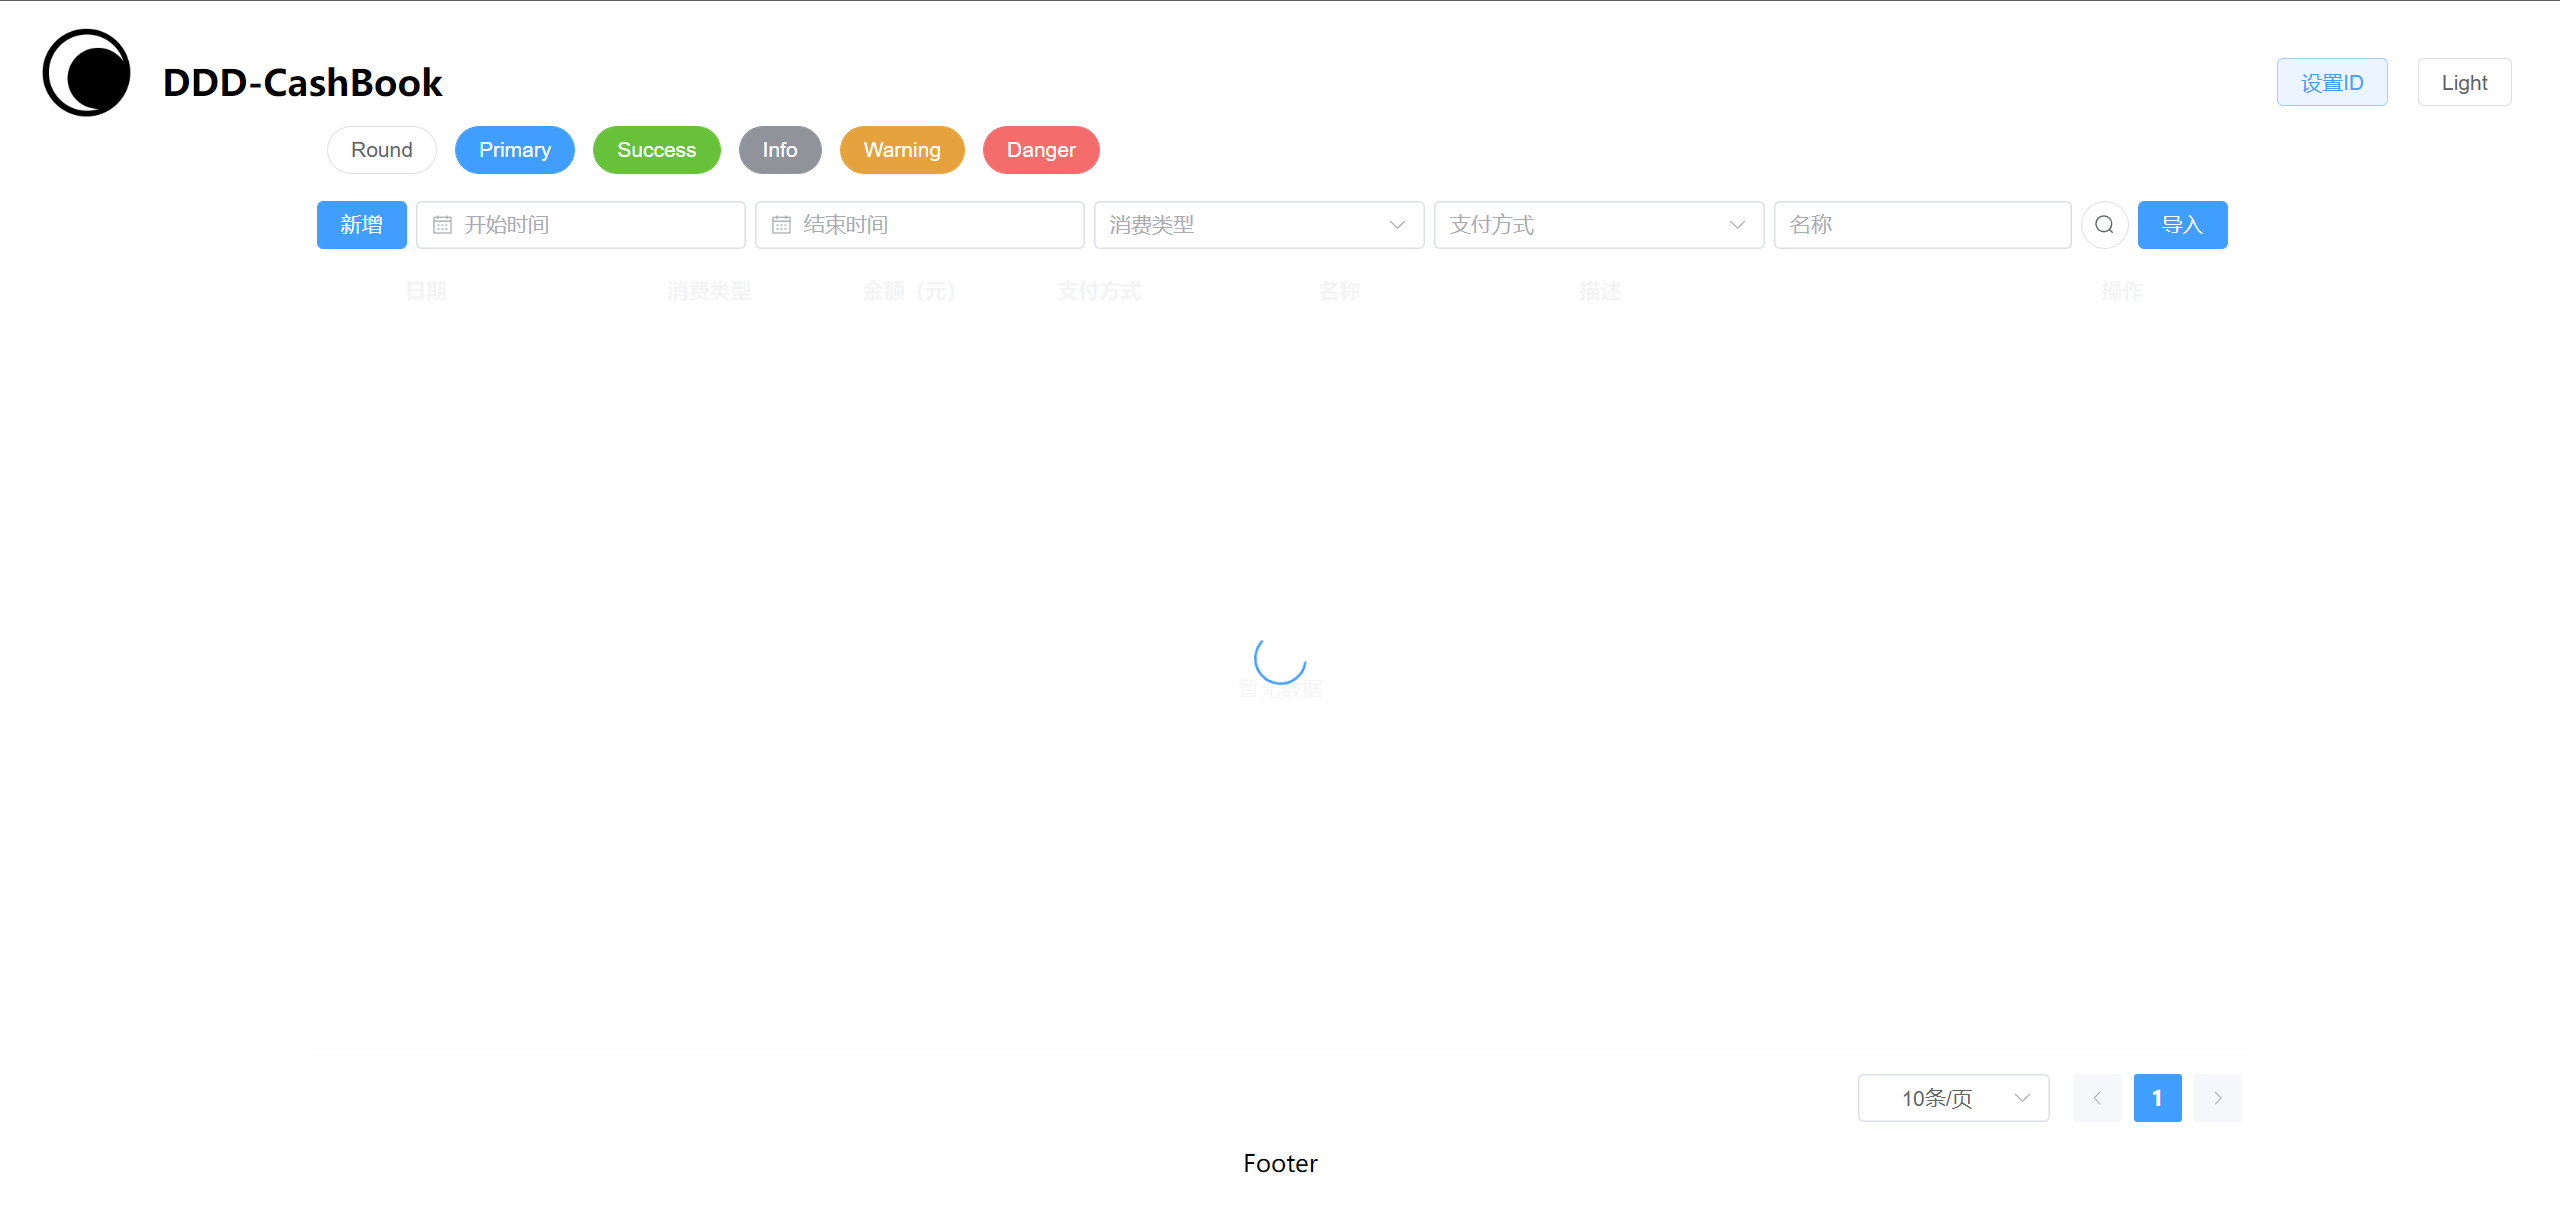 DDD-CashBook
设置ID Light
Round Primary Success Info Warning Danger
新增 开始时间 结束时间 消费类型 支付方式 名称 导入
日期 消费类型 金额（元） 支付方式 名称 描述 操作
暂无数据
10条/页 1
Footer